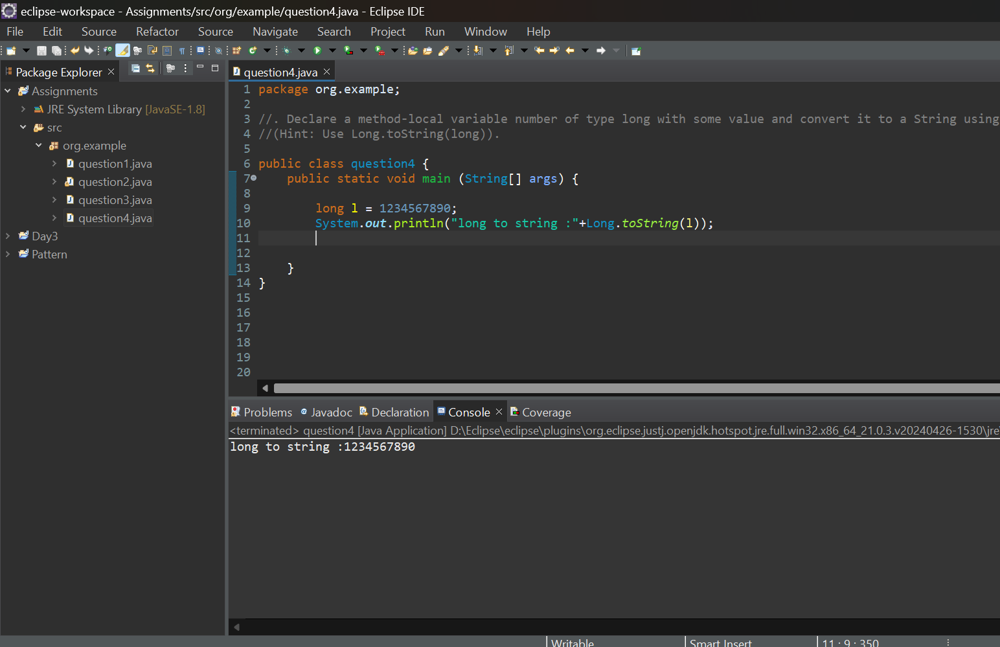 eclipse-workspace - Assignments/src/org/example/question4.java - Eclipse IDE
File Edit Source Refactor Source Navigate Search Project Run Window Help
Package Explorer
Assignments
JRE System Library [JavaSE-1.8]
src
org.example
question1.java
question2.java
question3.java
question4.java
Day3
Pattern
question4.java
1 package org.example;
2
3 //. Declare a method-local variable number of type long with some value and convert it to a String using
4 //(Hint: Use Long.toString(long)).
5
6 public class question4 {
7 public static void main (String[] args) {
8
9 long l = 1234567890;
10 System.out.println("long to string :"+Long.toString(l));
11
12
13 }
14 }
15
16
17
18
19
20
Problems Javadoc Declaration Console Coverage
<terminated> question4 [Java Application] D:\Eclipse\eclipse\plugins\org.eclipse.justj.openjdk.hotspot.jre.full.win32.x86_64_21.0.3.v20240426-1530\jre
long to string :1234567890
Writable Smart Insert 11 : 9 : 350